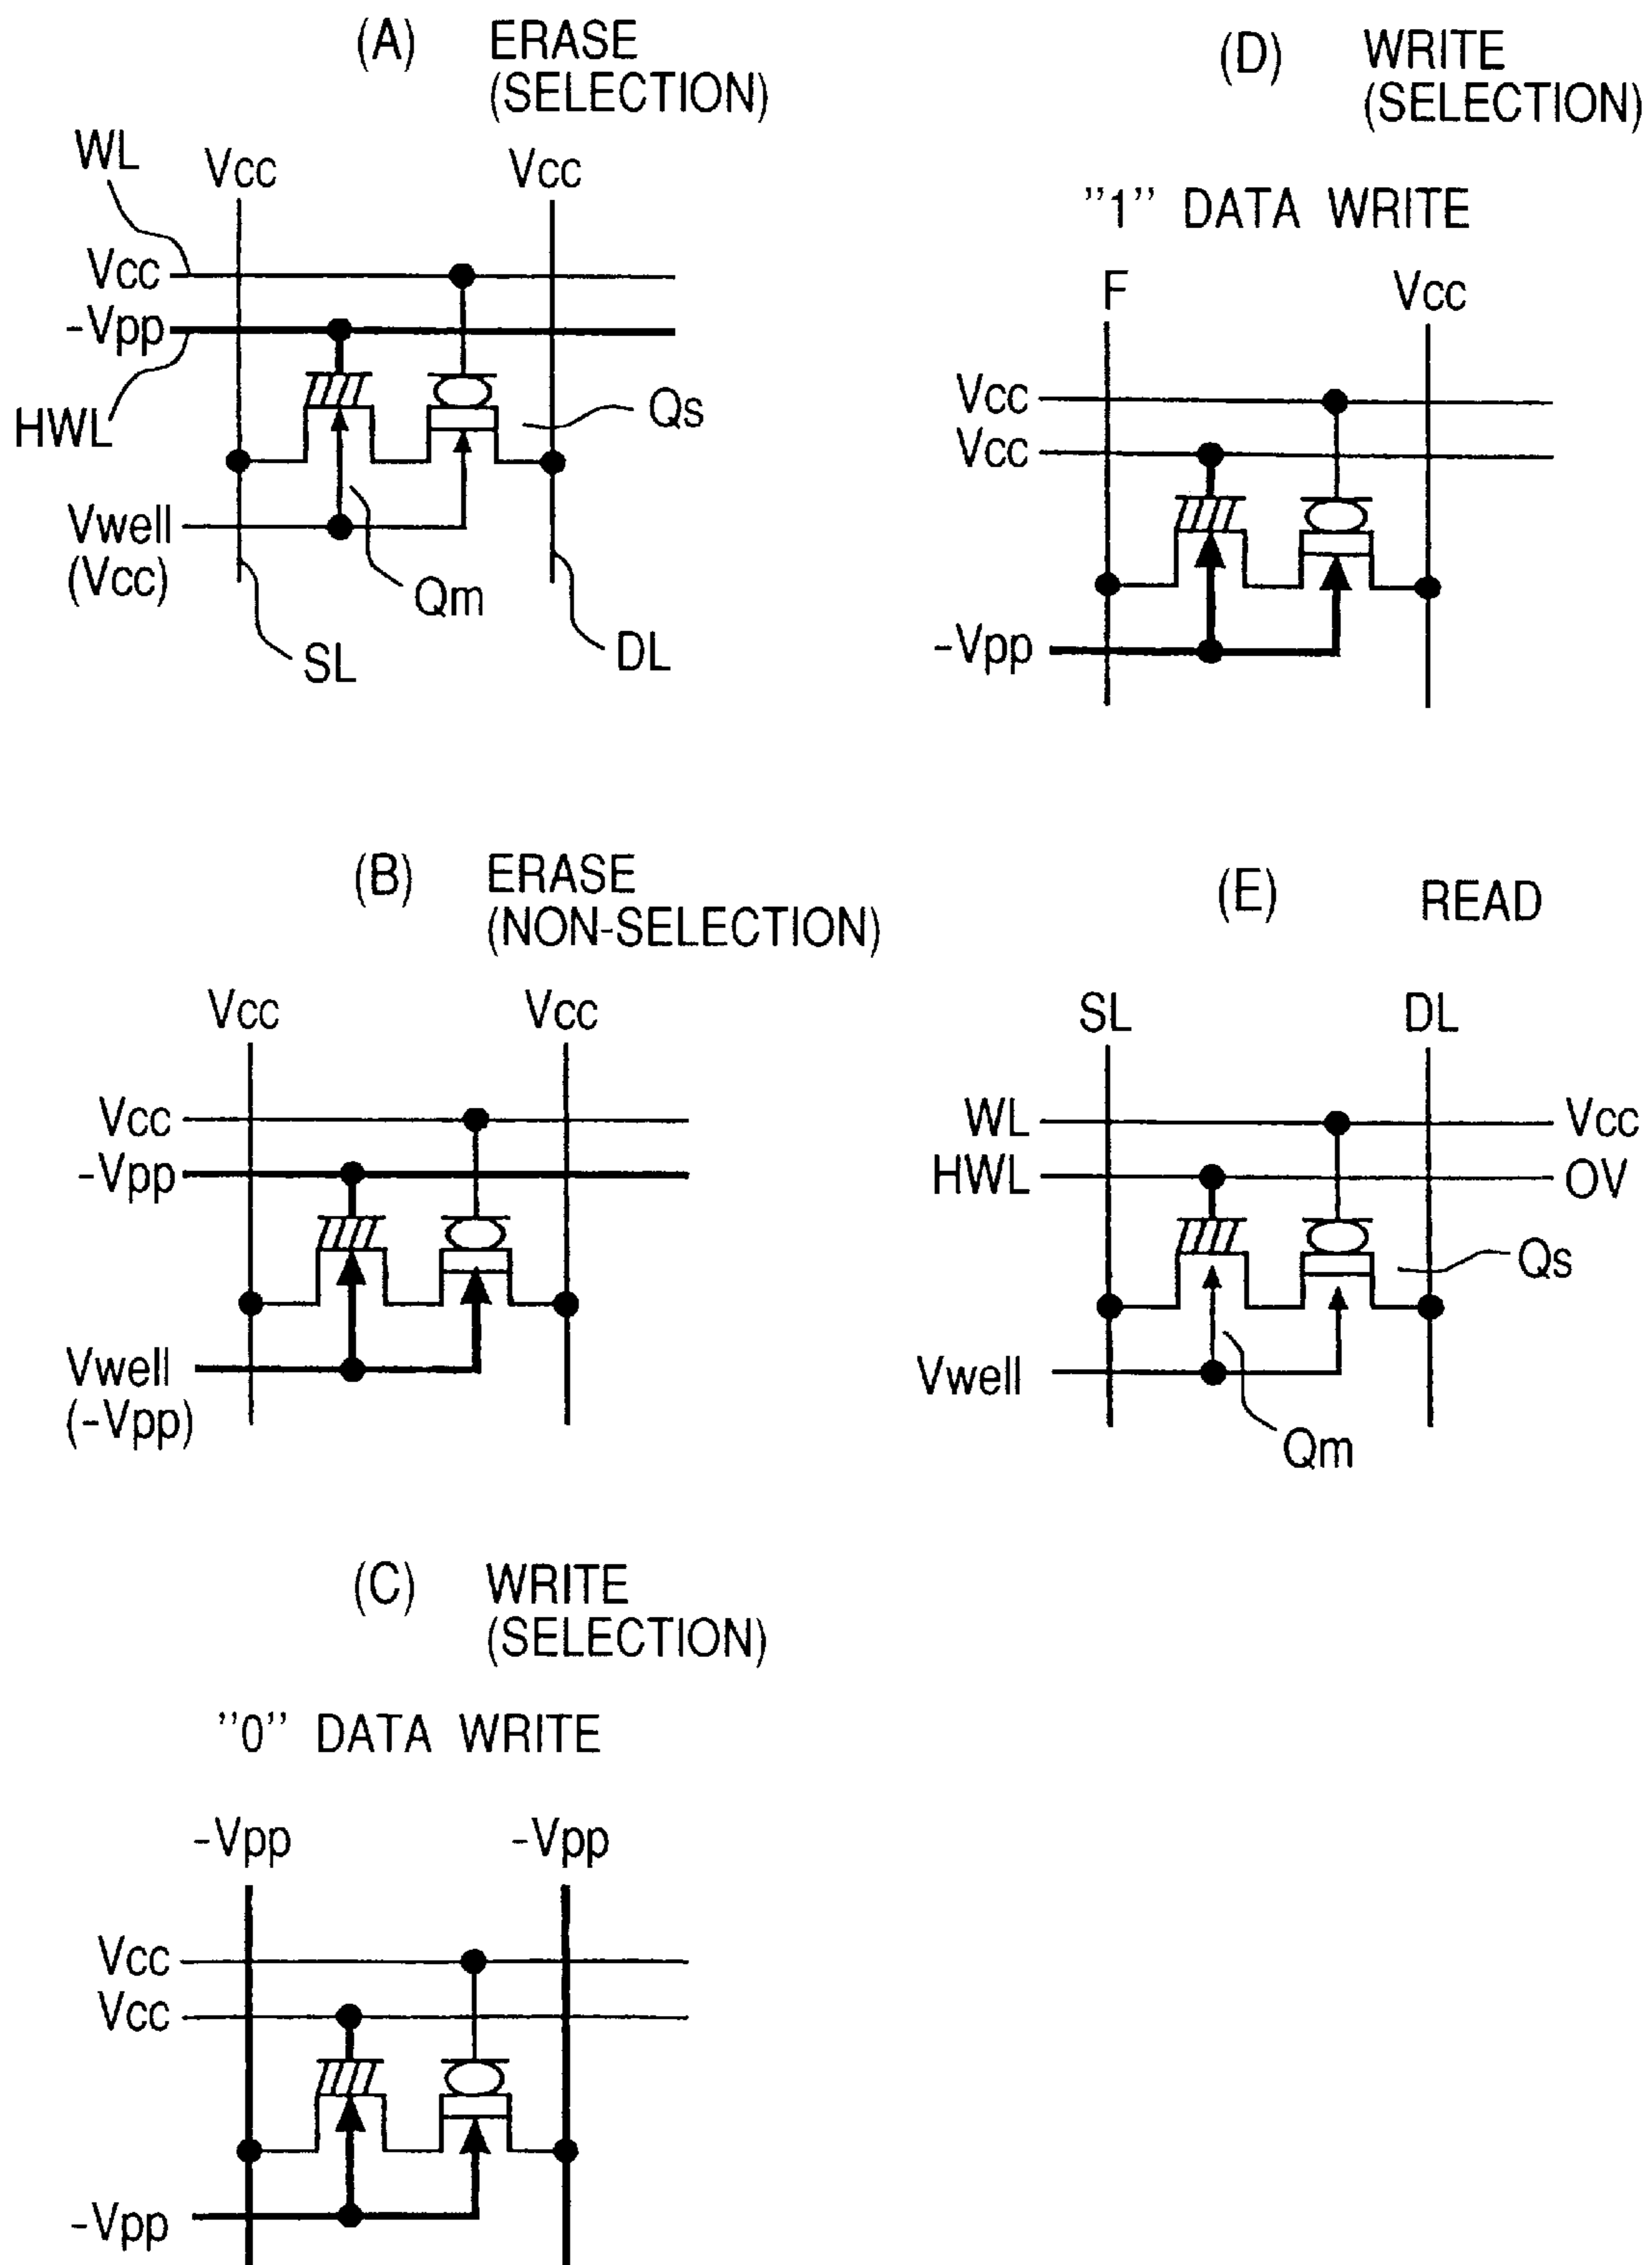 (A) ERASE
(SELECTION)
WL
Vcc
Vcc
Vcc
-Vpp
HWL
Qs
Vwell
(Vcc)
Qm
SL
DL
(B) ERASE
(NON-SELECTION)
Vcc
Vcc
Vcc
-Vpp
Vwell
(-Vpp)
(C) WRITE
(SELECTION)
"0" DATA WRITE
-Vpp
-Vpp
Vcc
Vcc
-Vpp
(D) WRITE
(SELECTION)
"1" DATA WRITE
F
Vcc
Vcc
Vcc
-Vpp
(E) READ
SL
DL
WL
Vcc
HWL
OV
Qs
Vwell
Qm